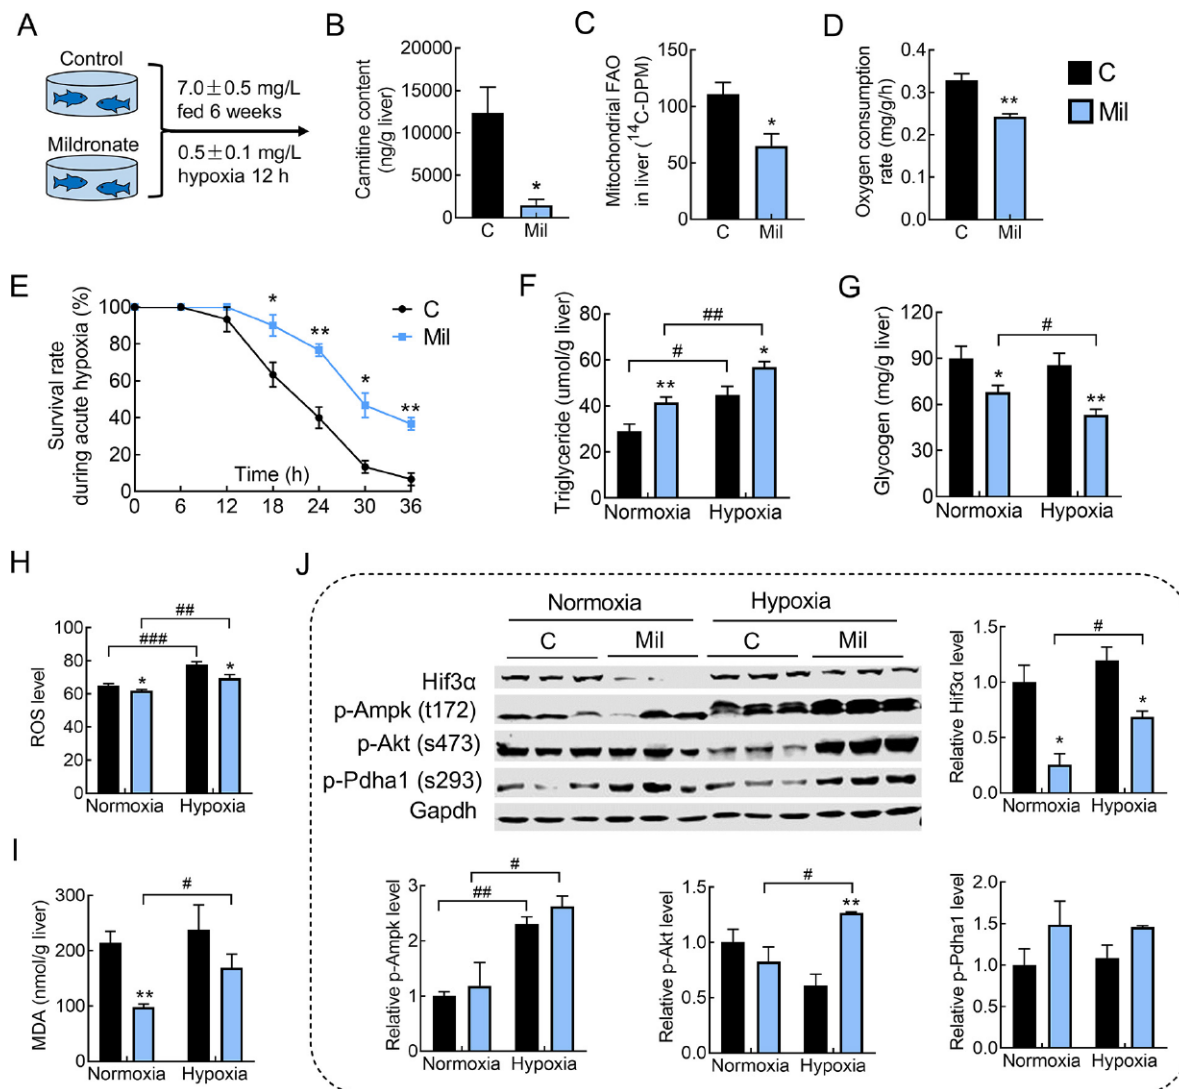 A
Control
Mildronate
7.0±0.5 mg/L
fed 6 weeks
0.5±0.1 mg/L
hypoxia 12 h
B
Carnitine content
(ng/g liver)
20000
15000
10000
5000
0
*
C Mil
C
Mitochondrial FAO
in liver (¹⁴C-DPM)
150
100
50
0
*
C Mil
D
Oxygen consumption
rate (mg/g/h)
0.4
0.3
0.2
0.1
0.0
**
C Mil
C
Mil
E
Survival rate
during acute hypoxia (%)
100
80
60
40
20
0
* ** * **
C
Mil
Time (h)
0 6 12 18 24 30 36
F
Triglyceride (umol/g liver)
80
60
40
20
0
##
#
** *
Normoxia Hypoxia
G
Glycogen (mg/g liver)
120
90
60
30
0
#
* **
Normoxia Hypoxia
H
ROS level
100
80
60
40
20
0
##
###
* *
Normoxia Hypoxia
I
MDA (nmol/g liver)
300
200
100
0
#
**
Normoxia Hypoxia
J
Normoxia Hypoxia
C Mil C Mil
Hif3α
p-Ampk (t172)
p-Akt (s473)
p-Pdha1 (s293)
Gapdh
Relative Hif3α level
1.5
1.0
0.5
0.0
#
* *
Normoxia Hypoxia
Relative p-Ampk level
3
2
1
0
#
##
Normoxia Hypoxia
Relative p-Akt level
1.5
1.0
0.5
0.0
#
**
Normoxia Hypoxia
Relative p-Pdha1 level
2.0
1.5
1.0
0.5
0.0
Normoxia Hypoxia